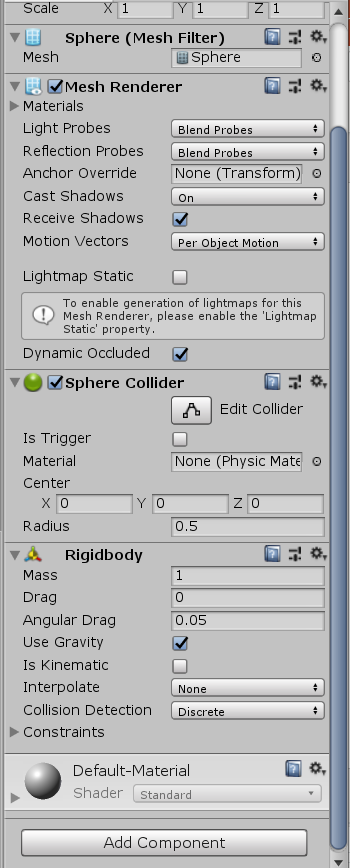 Scale X 1 Y 1 Z 1
Sphere (Mesh Filter)
Mesh Sphere
Mesh Renderer
Materials
Light Probes Blend Probes
Reflection Probes Blend Probes
Anchor Override None (Transform)
Cast Shadows On
Receive Shadows
Motion Vectors Per Object Motion
Lightmap Static
To enable generation of lightmaps for this
Mesh Renderer, please enable the 'Lightmap
Static' property.
Dynamic Occluded
Sphere Collider
Edit Collider
Is Trigger
Material None (Physic Mate
Center
X 0 Y 0 Z 0
Radius 0.5
Rigidbody
Mass 1
Drag 0
Angular Drag 0.05
Use Gravity
Is Kinematic
Interpolate None
Collision Detection Discrete
Constraints
Default-Material
Shader Standard
Add Component